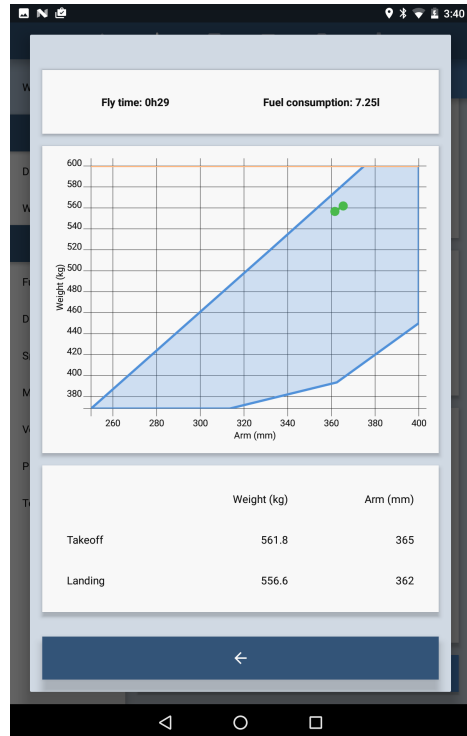 3:40
Fly time: 0h29 Fuel consumption: 7.25l
600
580
560
540
520
500
480
460
440
420
400
380
Weight (kg)
260 280 300 320 340 360 380 400
Arm (mm)
Weight (kg) Arm (mm)
Takeoff 561.8 365
Landing 556.6 362